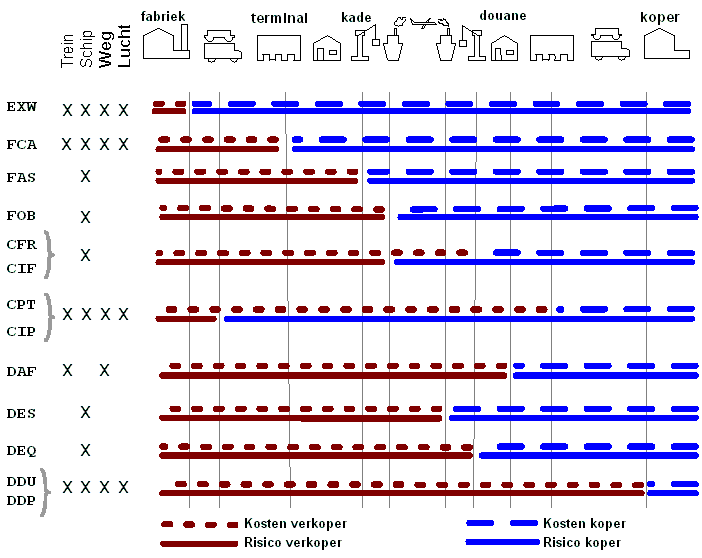 fabriek terminal kade douane koper
Trein Schip Weg Lucht
EXW X X X X
FCA X X X X
FAS X
FOB X
CFR
CIF X
CPT
CIP X X X X
DAF X X
DES X
DEQ X
DDU
DDP X X X X
Kosten verkoper Kosten koper
Risico verkoper Risico koper